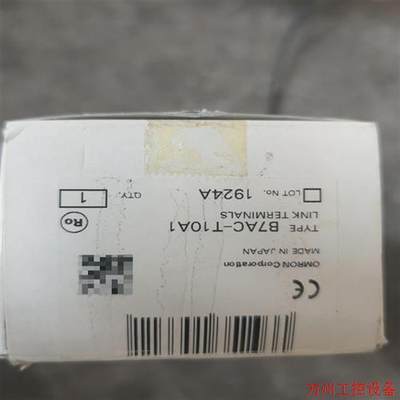 TYPE B7AC-T10A1
LINK TERMINALS
LOT No. 1924A
QTY. 1
OMRON Corporation
MADE IN JAPAN
CE
Ro
万州工控设备